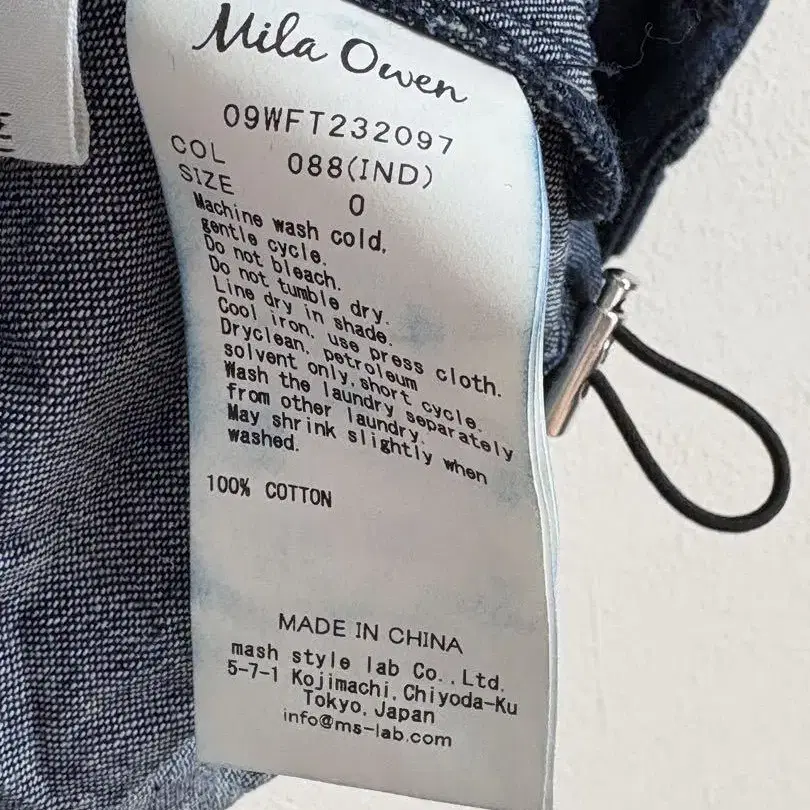 Mila Owen
09WFT232097
COL 088(IND)
SIZE 0
Machine wash cold,
gentle cycle.
Do not bleach.
Do not tumble dry.
Line dry in shade.
Cool iron, use press cloth.
Dryclean, petroleum
solvent only,short cycle.
Wash the laundry separately
from other laundry.
May shrink slightly when
washed.
100% COTTON
MADE IN CHINA
mash style lab Co.,Ltd.
5-7-1 Kojimachi,Chiyoda-Ku
Tokyo,Japan
info@ms-lab.com